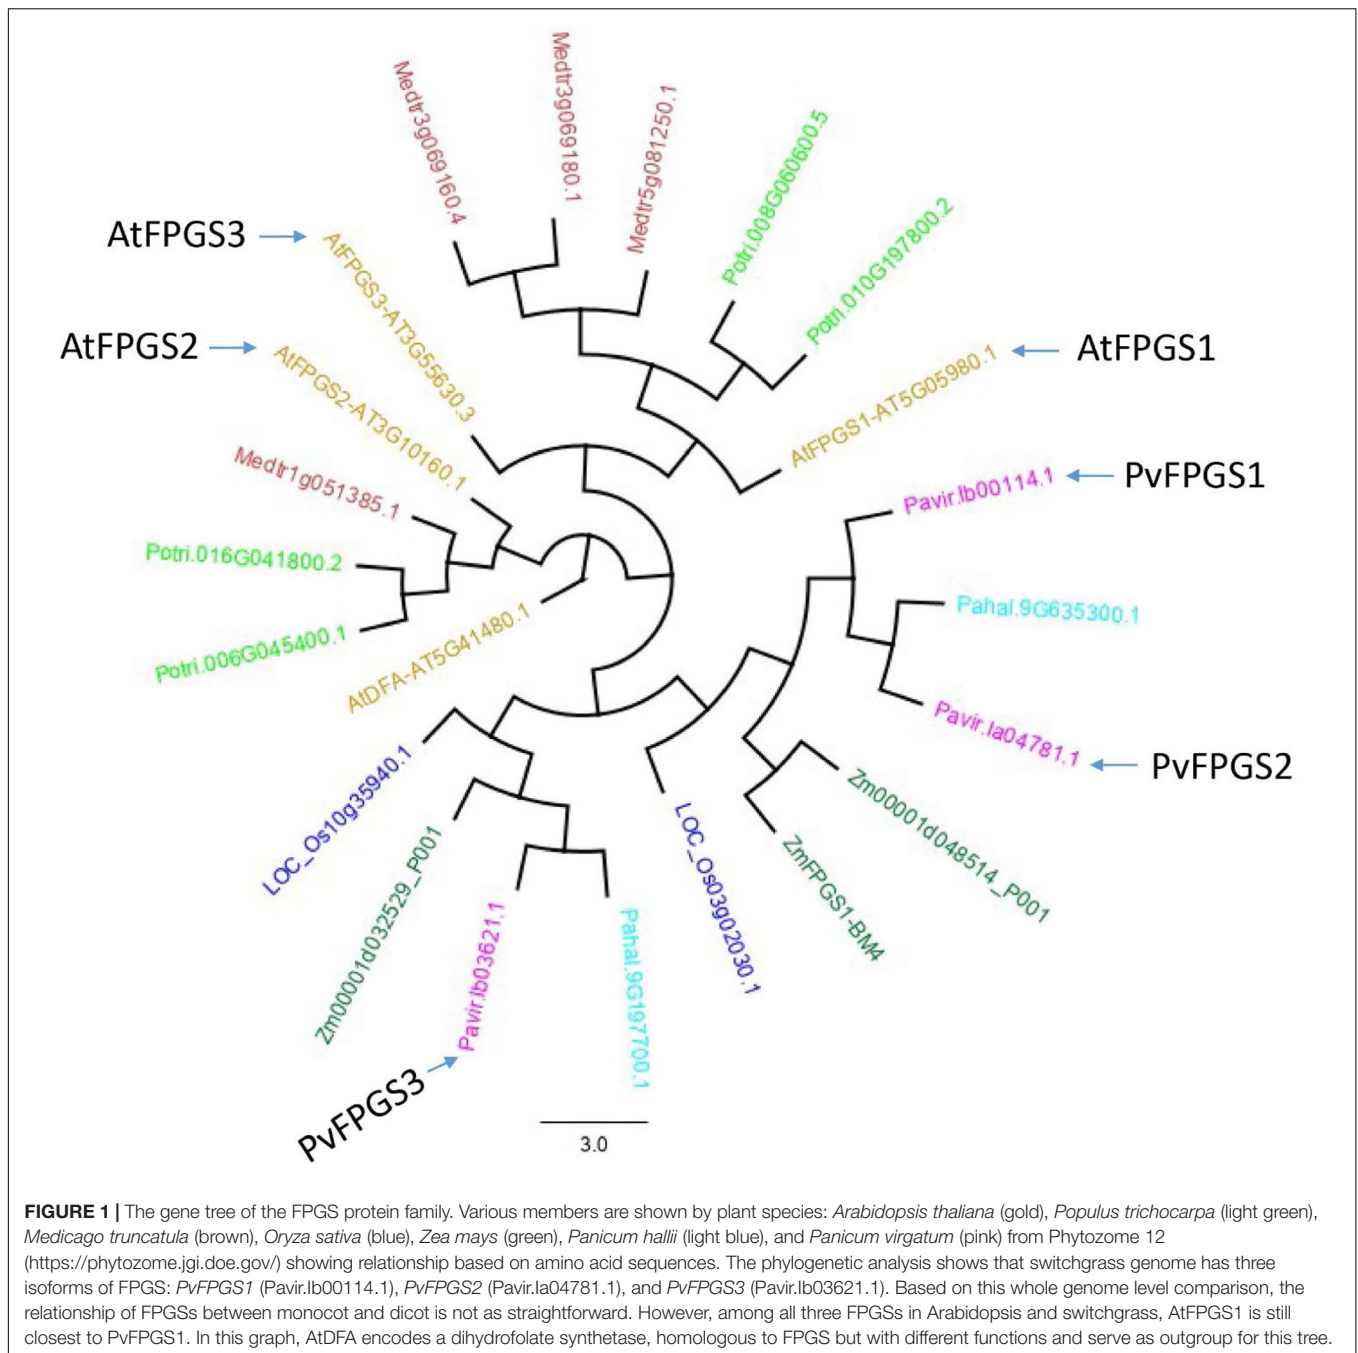 Medtr3g069160.4
Medtr3g069180.1
Medtr5g081250.1
Potri.008G060600.5
Potri.010G197800.2
AtFPGS3
AtFPGS3-AT3G55630.3
AtFPGS2
AtFPGS2-AT3G10160.1
AtFPGS1-AT5G05980.1
AtFPGS1
Medtr1g051385.1
Pavir.Ib00114.1
PvFPGS1
Potri.016G041800.2
Pahal.9G635300.1
Potri.006G045400.1
AtDFA-AT5G41480.1
Pavir.Ia04781.1
PvFPGS2
LOC_Os10g35940.1
Zm00001d048514_P001
Zm00001d032529_P001
ZmFPGS1-BM4
LOC_Os03g02030.1
Pavir.Ib03621.1
Pahal.9G197700.1
PvFPGS3
3.0
FIGURE 1 | The gene tree of the FPGS protein family. Various members are shown by plant species: Arabidopsis thaliana (gold), Populus trichocarpa (light green),
Medicago truncatula (brown), Oryza sativa (blue), Zea mays (green), Panicum hallii (light blue), and Panicum virgatum (pink) from Phytozome 12
(https://phytozome.jgi.doe.gov/) showing relationship based on amino acid sequences. The phylogenetic analysis shows that switchgrass genome has three
isoforms of FPGS: PvFPGS1 (Pavir.Ib00114.1), PvFPGS2 (Pavir.Ia04781.1), and PvFPGS3 (Pavir.Ib03621.1). Based on this whole genome level comparison, the
relationship of FPGSs between monocot and dicot is not as straightforward. However, among all three FPGSs in Arabidopsis and switchgrass, AtFPGS1 is still
closest to PvFPGS1. In this graph, AtDFA encodes a dihydrofolate synthetase, homologous to FPGS but with different functions and serve as outgroup for this tree.